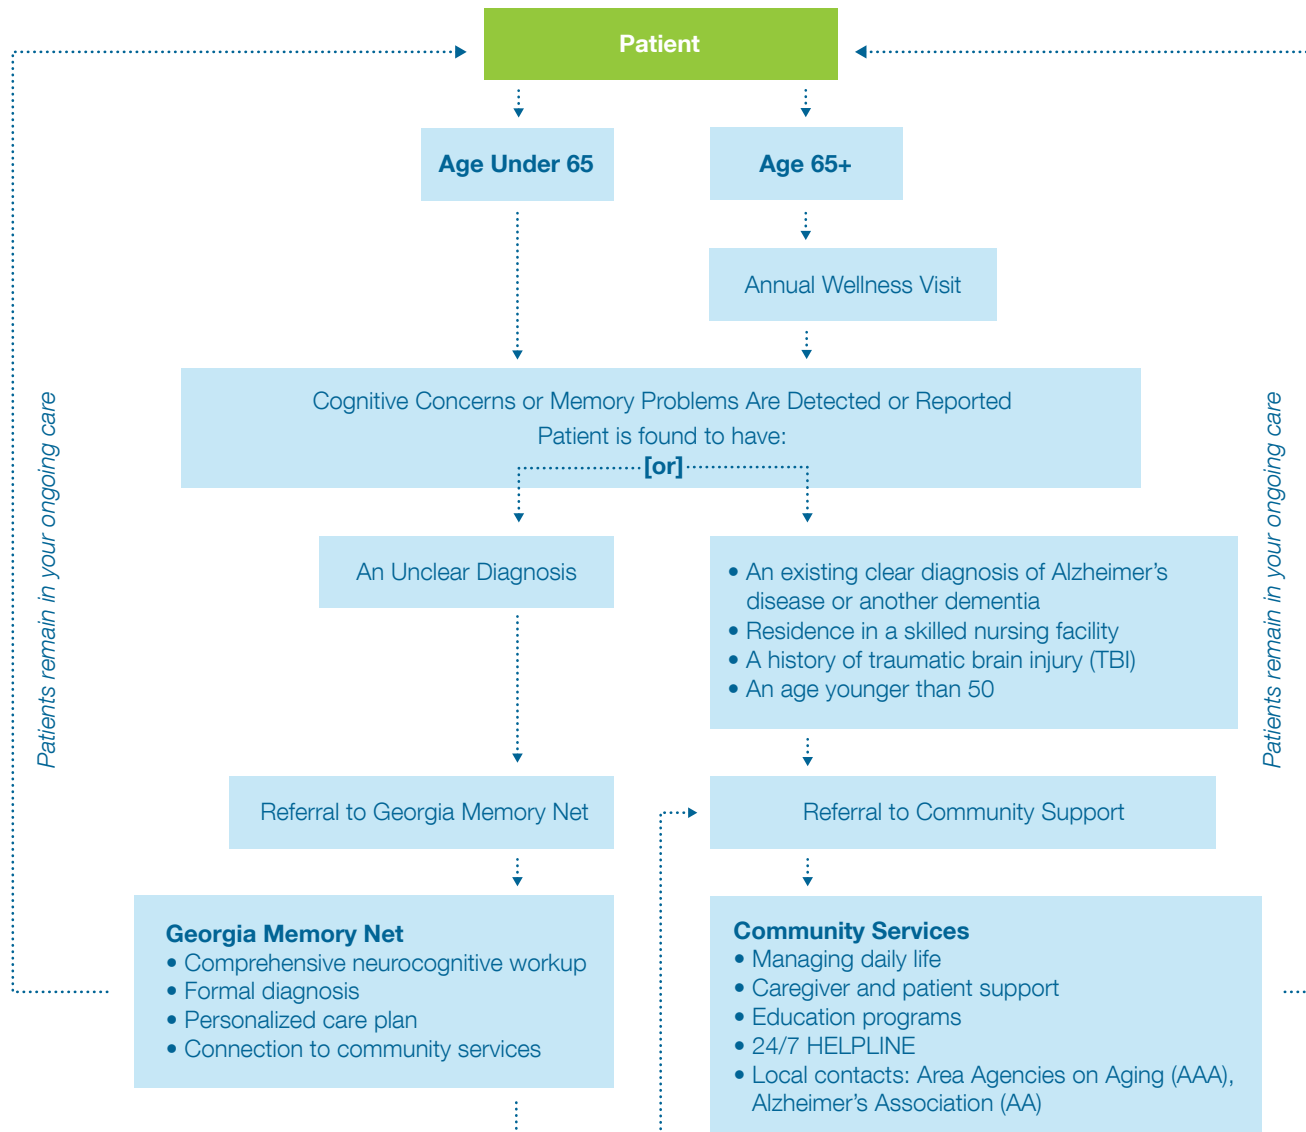 Patient
Age Under 65
Age 65+
Annual Wellness Visit
Cognitive Concerns or Memory Problems Are Detected or Reported
Patient is found to have:
[or]
An Unclear Diagnosis
• An existing clear diagnosis of Alzheimer’s
disease or another dementia
• Residence in a skilled nursing facility
• A history of traumatic brain injury (TBI)
• An age younger than 50
Referral to Georgia Memory Net
Referral to Community Support
Georgia Memory Net
• Comprehensive neurocognitive workup
• Formal diagnosis
• Personalized care plan
• Connection to community services
Community Services
• Managing daily life
• Caregiver and patient support
• Education programs
• 24/7 HELPLINE
• Local contacts: Area Agencies on Aging (AAA),
Alzheimer’s Association (AA)
Patients remain in your ongoing care
Patients remain in your ongoing care